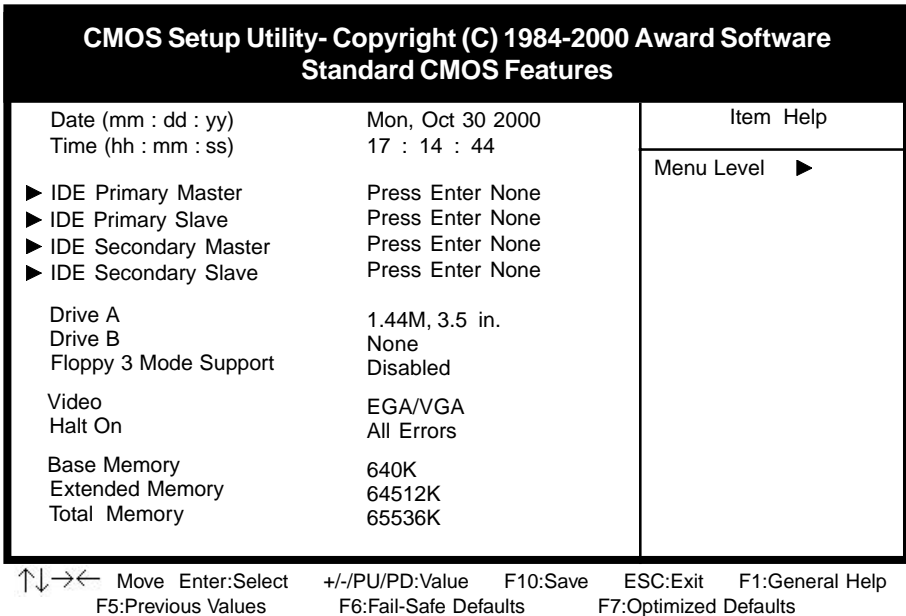 CMOS Setup Utility- Copyright (C) 1984-2000 Award Software
Standard CMOS Features
Date (mm : dd : yy) Mon, Oct 30 2000
Time (hh : mm : ss) 17 : 14 : 44
Item Help
Menu Level ▶
▶ IDE Primary Master Press Enter None
▶ IDE Primary Slave Press Enter None
▶ IDE Secondary Master Press Enter None
▶ IDE Secondary Slave Press Enter None
Drive A 1.44M, 3.5 in.
Drive B None
Floppy 3 Mode Support Disabled
Video EGA/VGA
Halt On All Errors
Base Memory 640K
Extended Memory 64512K
Total Memory 65536K
↑↓→← Move Enter:Select +/-/PU/PD:Value F10:Save ESC:Exit F1:General Help
F5:Previous Values F6:Fail-Safe Defaults F7:Optimized Defaults